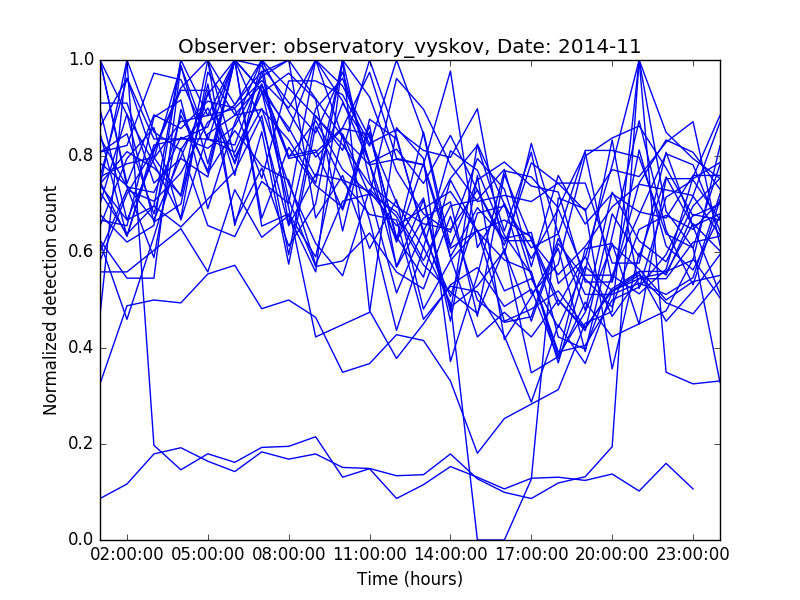 Observer: observatory_vyskov, Date: 2014-11
Normalized detection count
1.0
0.8
0.6
0.4
0.2
0.0
02:00:00 05:00:00 08:00:00 11:00:00 14:00:00 17:00:00 20:00:00 23:00:00
Time (hours)